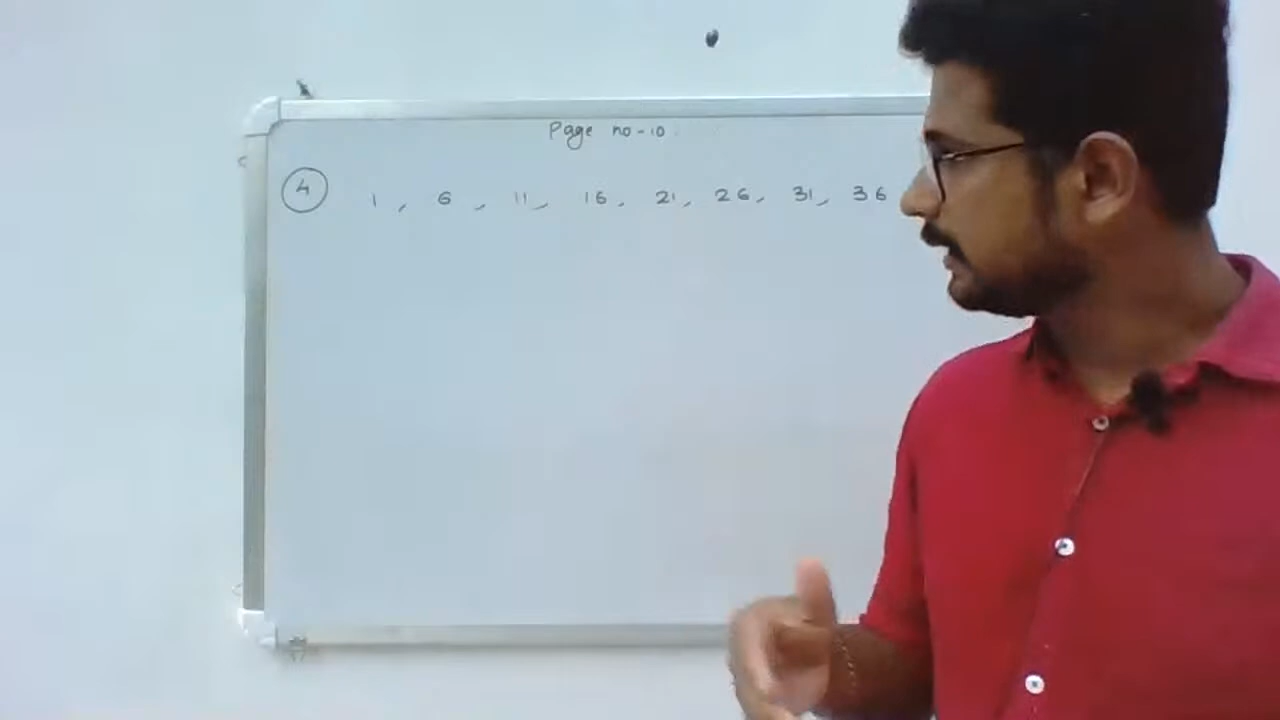 Page no-10.
4 1, 6, 11, 16, 21, 26, 31, 36